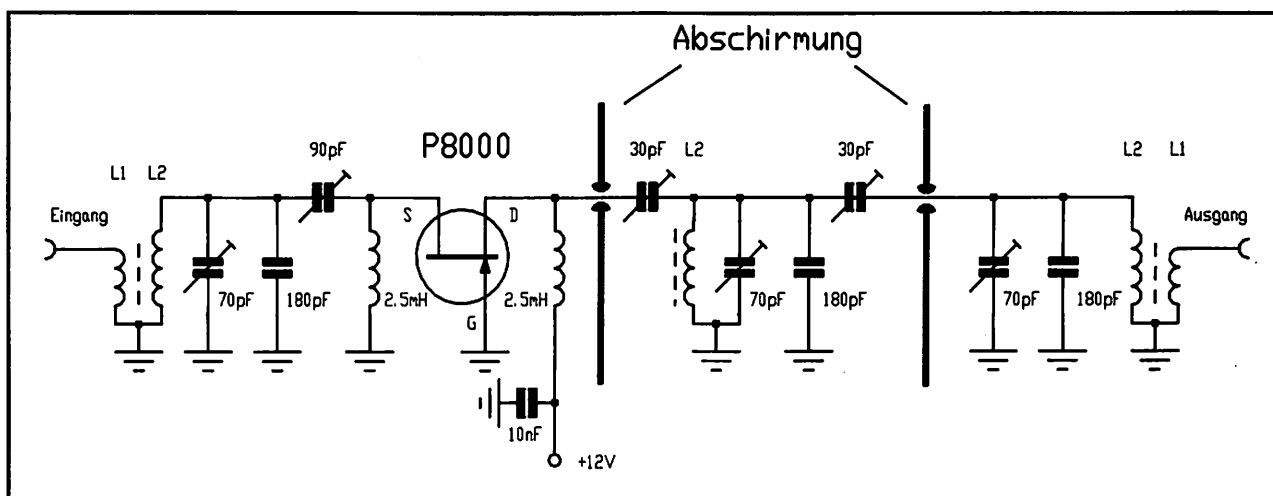 Abschirmung
90pF
P8000
30pF
L2
30pF
L2
L1
L1
L2
Eingang
S
D
Ausgang
70pF
180pF
2.5mH
2.5mH
70pF
180pF
70pF
180pF
G
10nF
+12V